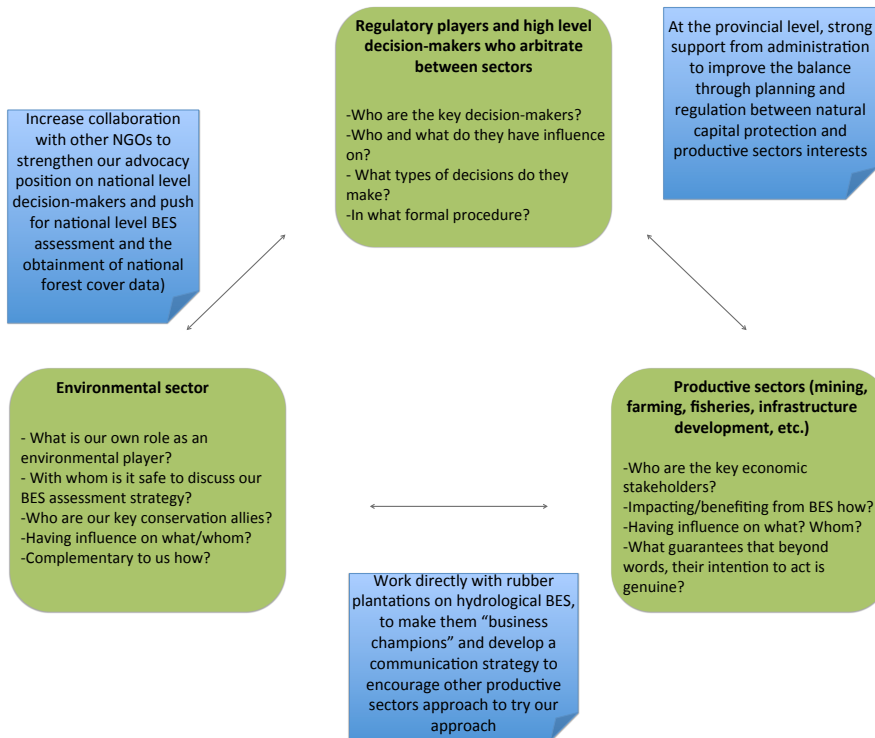 Regulatory players and high level
decision-makers who arbitrate
between sectors
-Who are the key decision-makers?
-Who and what do they have influence
on?
- What types of decisions do they
make?
-In what formal procedure?
At the provincial level, strong
support from administration
to improve the balance
through planning and
regulation between natural
capital protection and
productive sectors interests
Increase collaboration
with other NGOs to
strengthen our advocacy
position on national level
decision-makers and push
for national level BES
assessment and the
obtainment of national
forest cover data)
Environmental sector
- What is our own role as an
environmental player?
- With whom is it safe to discuss our
BES assessment strategy?
-Who are our key conservation allies?
-Having influence on what/whom?
-Complementary to us how?
Productive sectors (mining,
farming, fisheries, infrastructure
development, etc.)
-Who are the key economic
stakeholders?
-Impacting/benefiting from BES how?
-Having influence on what? Whom?
-What guarantees that beyond
words, their intention to act is
genuine?
Work directly with rubber
plantations on hydrological BES,
to make them “business
champions” and develop a
communication strategy to
encourage other productive
sectors approach to try our
approach